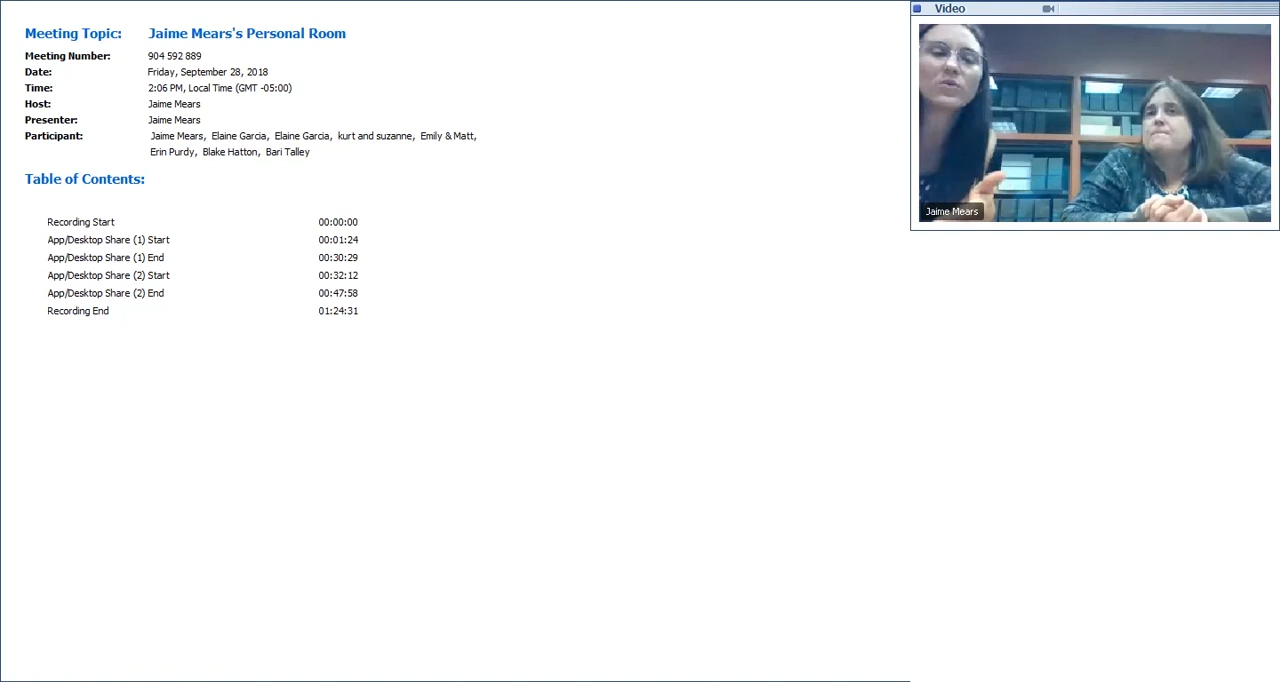 Meeting Topic: Jaime Mears's Personal Room
Meeting Number: 904 592 889
Date: Friday, September 28, 2018
Time: 2:06 PM, Local Time (GMT -05:00)
Host: Jaime Mears
Presenter: Jaime Mears
Participant: Jaime Mears, Elaine Garcia, Elaine Garcia, kurt and suzanne, Emily & Matt,
Erin Purdy, Blake Hatton, Bari Talley
Table of Contents:
Recording Start 00:00:00
App/Desktop Share (1) Start 00:01:24
App/Desktop Share (1) End 00:30:29
App/Desktop Share (2) Start 00:32:12
App/Desktop Share (2) End 00:47:58
Recording End 01:24:31
Video
Jaime Mears